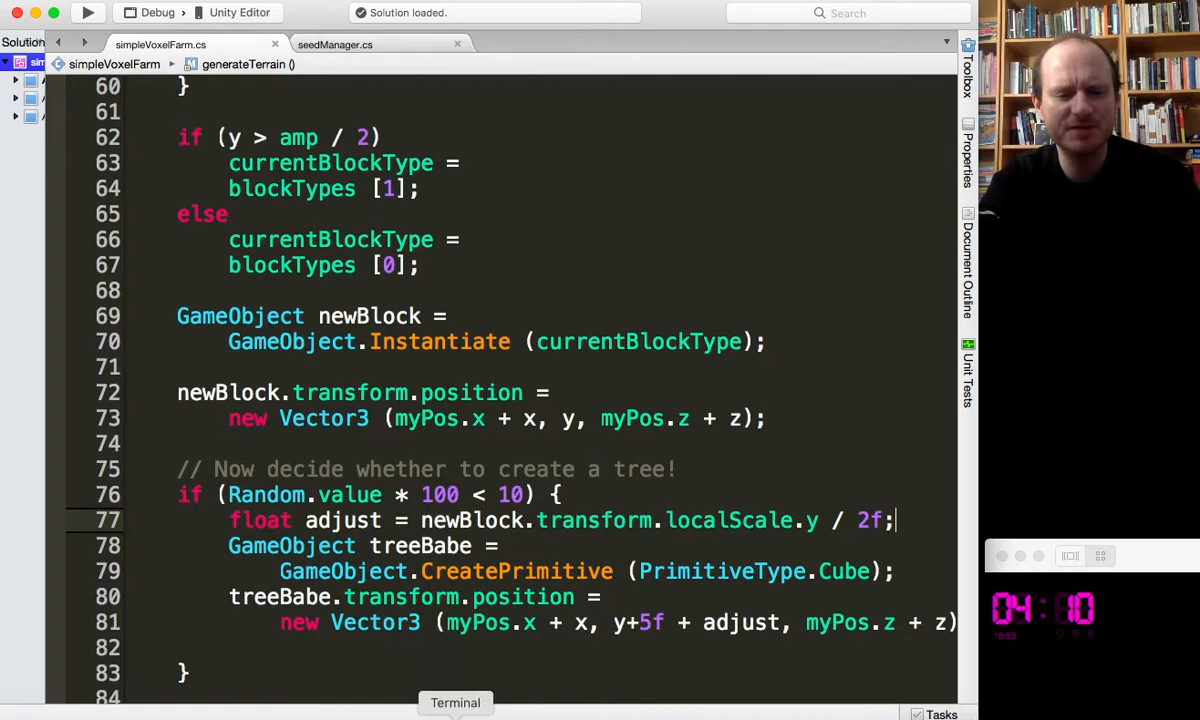 Debug
Unity Editor
Solution loaded.
Search
Solution
simpleVoxelFarm.cs
seedManager.cs
sim
simpleVoxelFarm
generateTerrain ()
60 }
61
62 if (y > amp / 2)
63 currentBlockType =
64 blockTypes [1];
65 else
66 currentBlockType =
67 blockTypes [0];
68
69 GameObject newBlock =
70 GameObject.Instantiate (currentBlockType);
71
72 newBlock.transform.position =
73 new Vector3 (myPos.x + x, y, myPos.z + z);
74
75 // Now decide whether to create a tree!
76 if (Random.value * 100 < 10) {
77 float adjust = newBlock.transform.localScale.y / 2f;
78 GameObject treeBabe =
79 GameObject.CreatePrimitive (PrimitiveType.Cube);
80 treeBabe.transform.position =
81 new Vector3 (myPos.x + x, y+5f + adjust, myPos.z + z)
82
83 }
84
Toolbox
Properties
Document Outline
Unit Tests
04:10
Terminal
Tasks